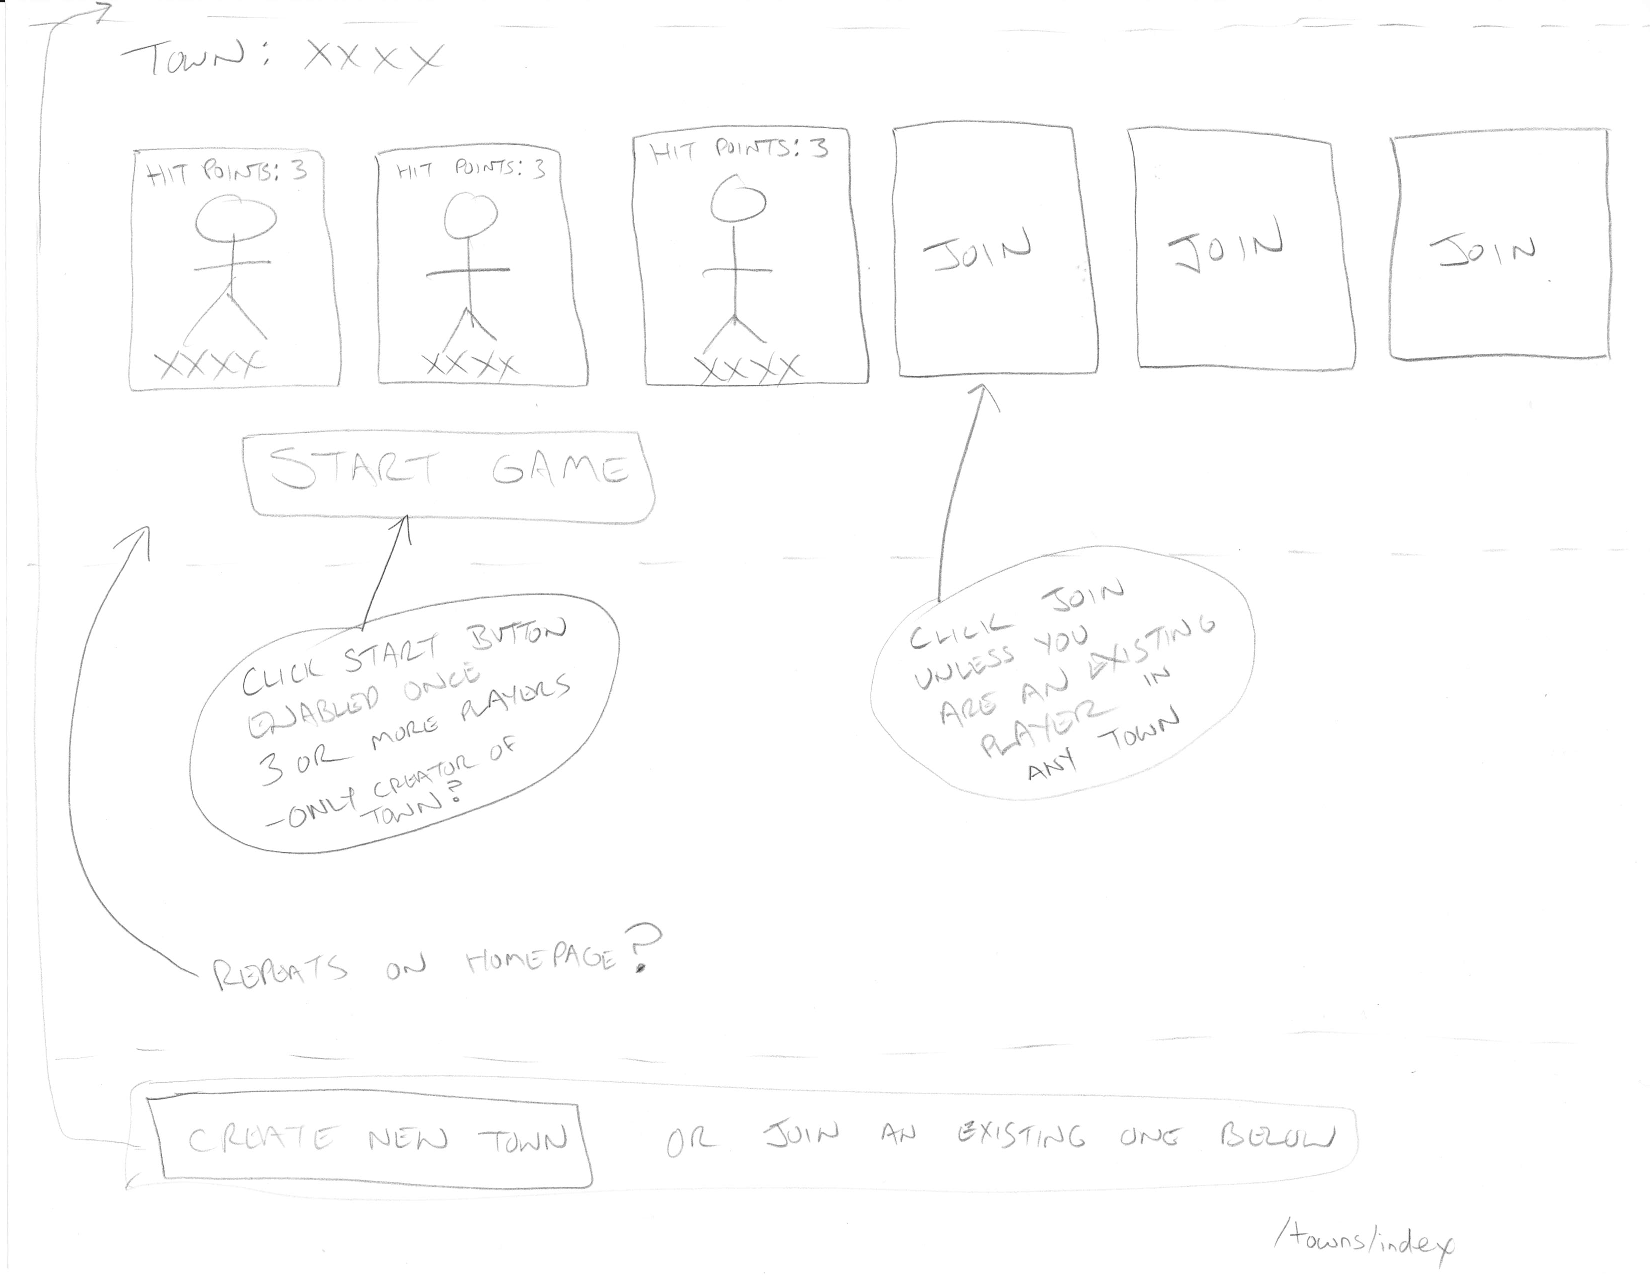 TOWN: XXXX
HIT POINTS: 3
XXXX
HIT POINTS: 3
XXXX
HIT POINTS: 3
XXXX
JOIN
JOIN
JOIN
START GAME
CLICK START BUTTON
ENABLED ONCE
3 OR MORE PLAYERS
-ONLY CREATOR OF
TOWN?
CLICK JOIN
UNLESS YOU
ARE AN EXISTING
PLAYER IN
ANY TOWN
REPEATS ON HOMEPAGE?
CREATE NEW TOWN OR JOIN AN EXISTING ONE BELOW
/towns/index